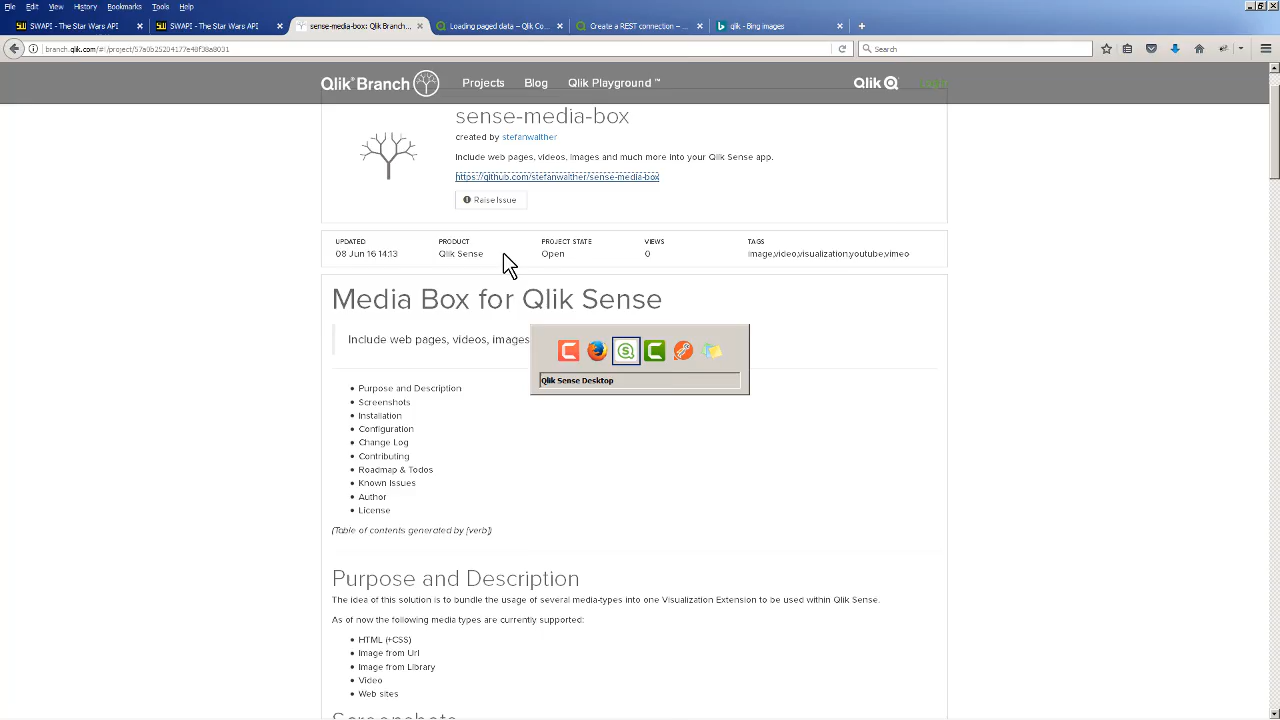 File Edit View History Bookmarks Tools Help
SWAPI - The Star Wars API × SWAPI - The Star Wars API × sense-media-box: Qlik Branch... × Loading paged data – Qlik Co... × Create a REST connection – ... × qlik - Bing images × +
branch.qlik.com/#!/project/57a0b25204177e48f38a8031 Search
Qlik Branch Projects Blog Qlik Playground ™ Qlik
sense-media-box
created by stefanwalther
Include web pages, videos, images and much more into your Qlik Sense app.
https://github.com/stefanwalther/sense-media-box
Raise Issue
UPDATED PRODUCT PROJECT STATE VIEWS TAGS
08 Jun 16 14:13 Qlik Sense Open 0 image,video,visualization,youtube,vimeo
Media Box for Qlik Sense
Include web pages, videos, images
Qlik Sense Desktop
• Purpose and Description
• Screenshots
• Installation
• Configuration
• Change Log
• Contributing
• Roadmap & Todos
• Known Issues
• Author
• License
(Table of contents generated by [verb])
Purpose and Description
The idea of this solution is to bundle the usage of several media-types into one Visualization Extension to be used within Qlik Sense.
As of now the following media types are currently supported:
• HTML (+CSS)
• Image from Url
• Image from Library
• Video
• Web sites
Screenshots